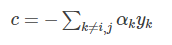 c = −∑_{k≠i,j} α_k y_k